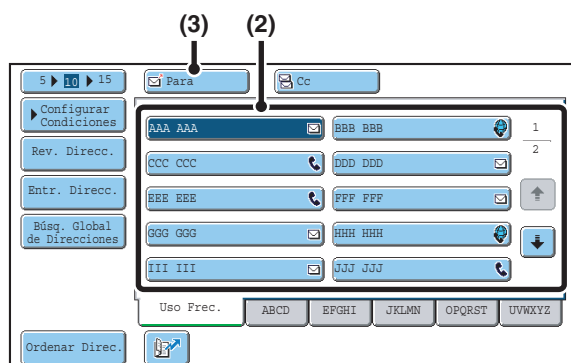 (3) (2)
5 10 15
Para
Cc
Configurar
Condiciones
Rev. Direcc.
Entr. Direcc.
Búsq. Global
de Direcciones
AAA AAA
BBB BBB
CCC CCC
DDD DDD
EEE EEE
FFF FFF
GGG GGG
HHH HHH
III III
JJJ JJJ
1
2
Uso Frec.
ABCD
EFGHI
JKLMN
OPQRST
UVWXYZ
Ordenar Direc.